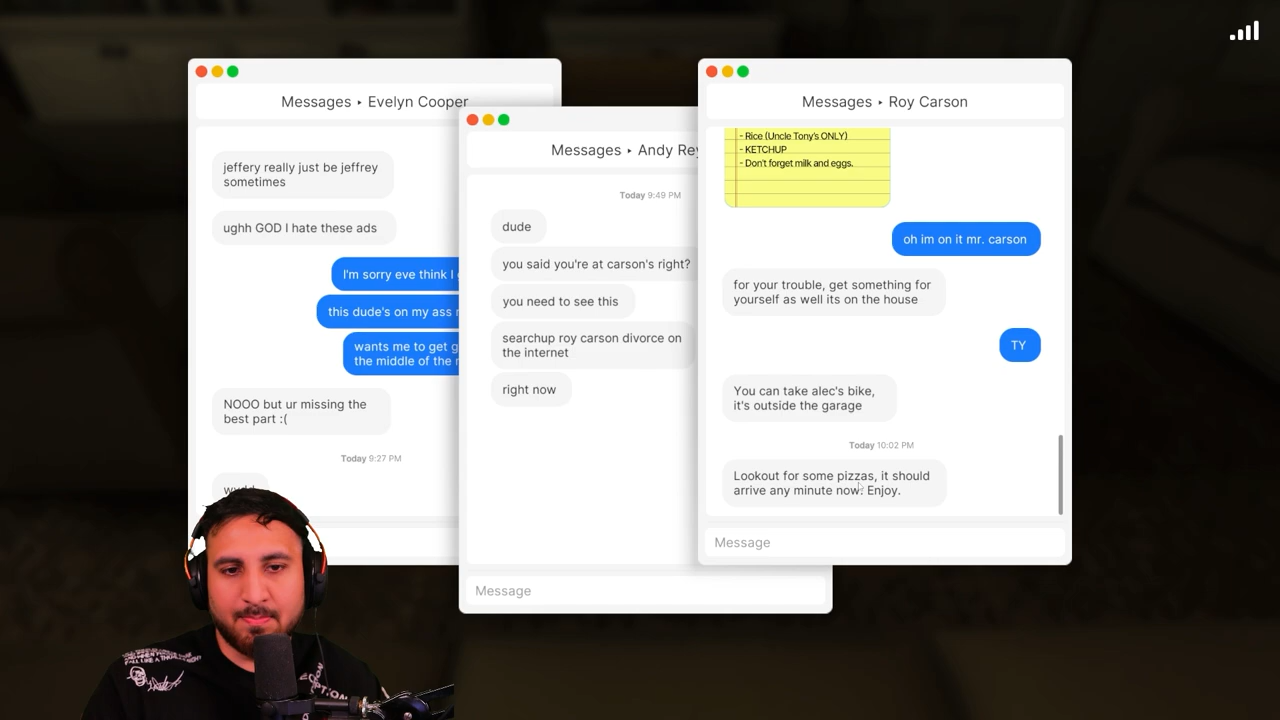 Messages ▸ Evelyn Cooper
jeffery really just be jeffrey
sometimes
ughh GOD I hate these ads
I'm sorry eve think I
this dude's on my ass
wants me to get
the middle of the
NOOO but ur missing the
best part :(
Today 9:27 PM
Messages ▸ Andy
Today 9:49 PM
dude
you said you're at carson's right?
you need to see this
searchup roy carson divorce on
the internet
right now
Message
Messages ▸ Roy Carson
- Rice (Uncle Tony's ONLY)
- KETCHUP
- Don't forget milk and eggs.
oh im on it mr. carson
for your trouble, get something for
yourself as well its on the house
TY
You can take alec's bike,
it's outside the garage
Today 10:02 PM
Lookout for some pizzas, it should
arrive any minute now. Enjoy.
Message